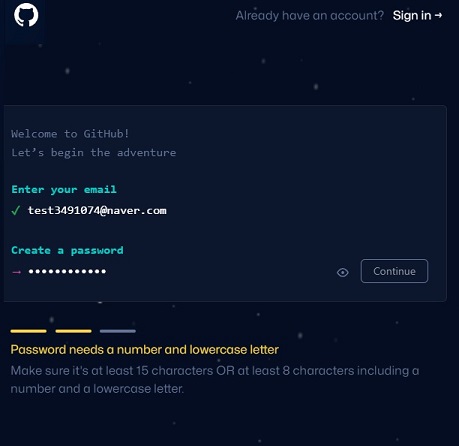 Already have an account? Sign in →
Welcome to GitHub!
Let’s begin the adventure
Enter your email
✓ test3491074@naver.com
Create a password
→ ••••••••••••
Continue
Password needs a number and lowercase letter
Make sure it's at least 15 characters OR at least 8 characters including a
number and a lowercase letter.